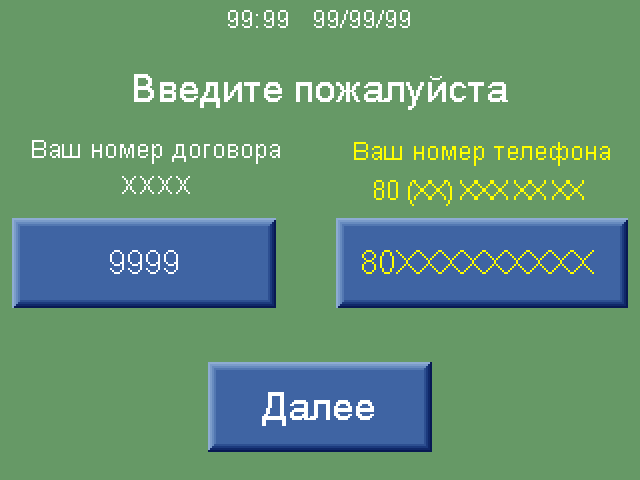 99:99 99/99/99
Введите пожалуйста
Ваш номер договора
XXXX
Ваш номер телефона
80 (XX) XXX XX XX
9999
80XXXXXXXXX
Далее